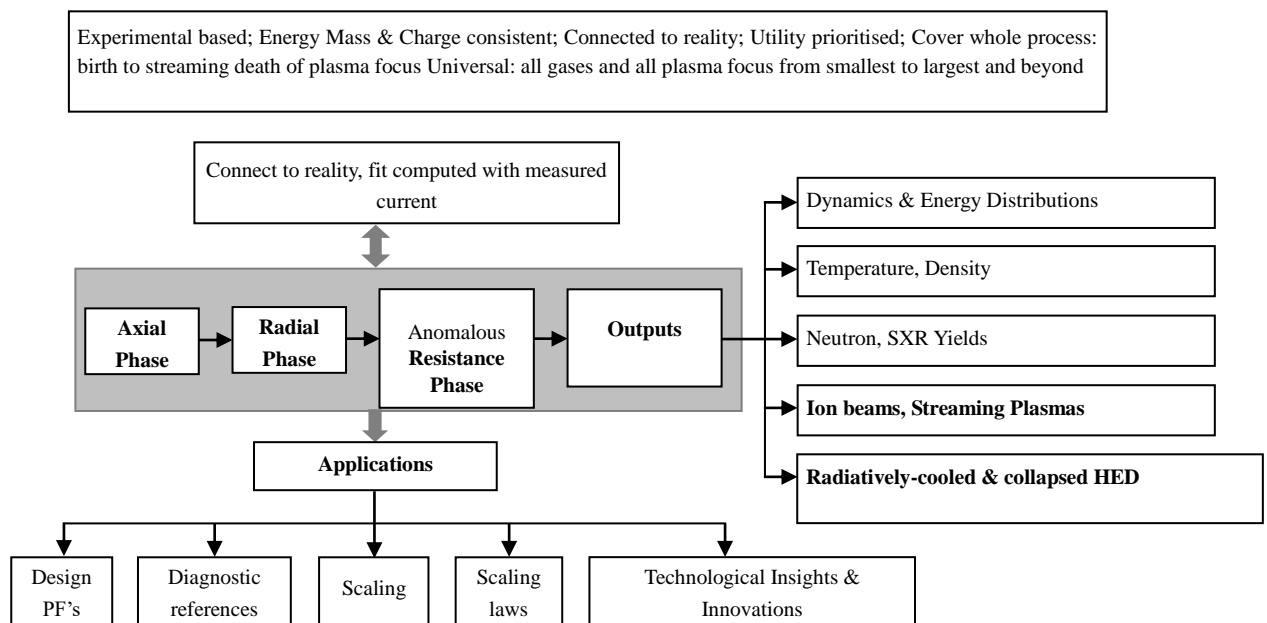 Experimental based; Energy Mass & Charge consistent; Connected to reality; Utility prioritised; Cover whole process:
birth to streaming death of plasma focus Universal: all gases and all plasma focus from smallest to largest and beyond
Connect to reality, fit computed with measured
current
Axial
Phase
Radial
Phase
Anomalous
Resistance
Phase
Outputs
Dynamics & Energy Distributions
Temperature, Density
Neutron, SXR Yields
Ion beams, Streaming Plasmas
Radiatively-cooled & collapsed HED
Applications
Design
PF's
Diagnostic
references
Scaling
Scaling
laws
Technological Insights &
Innovations